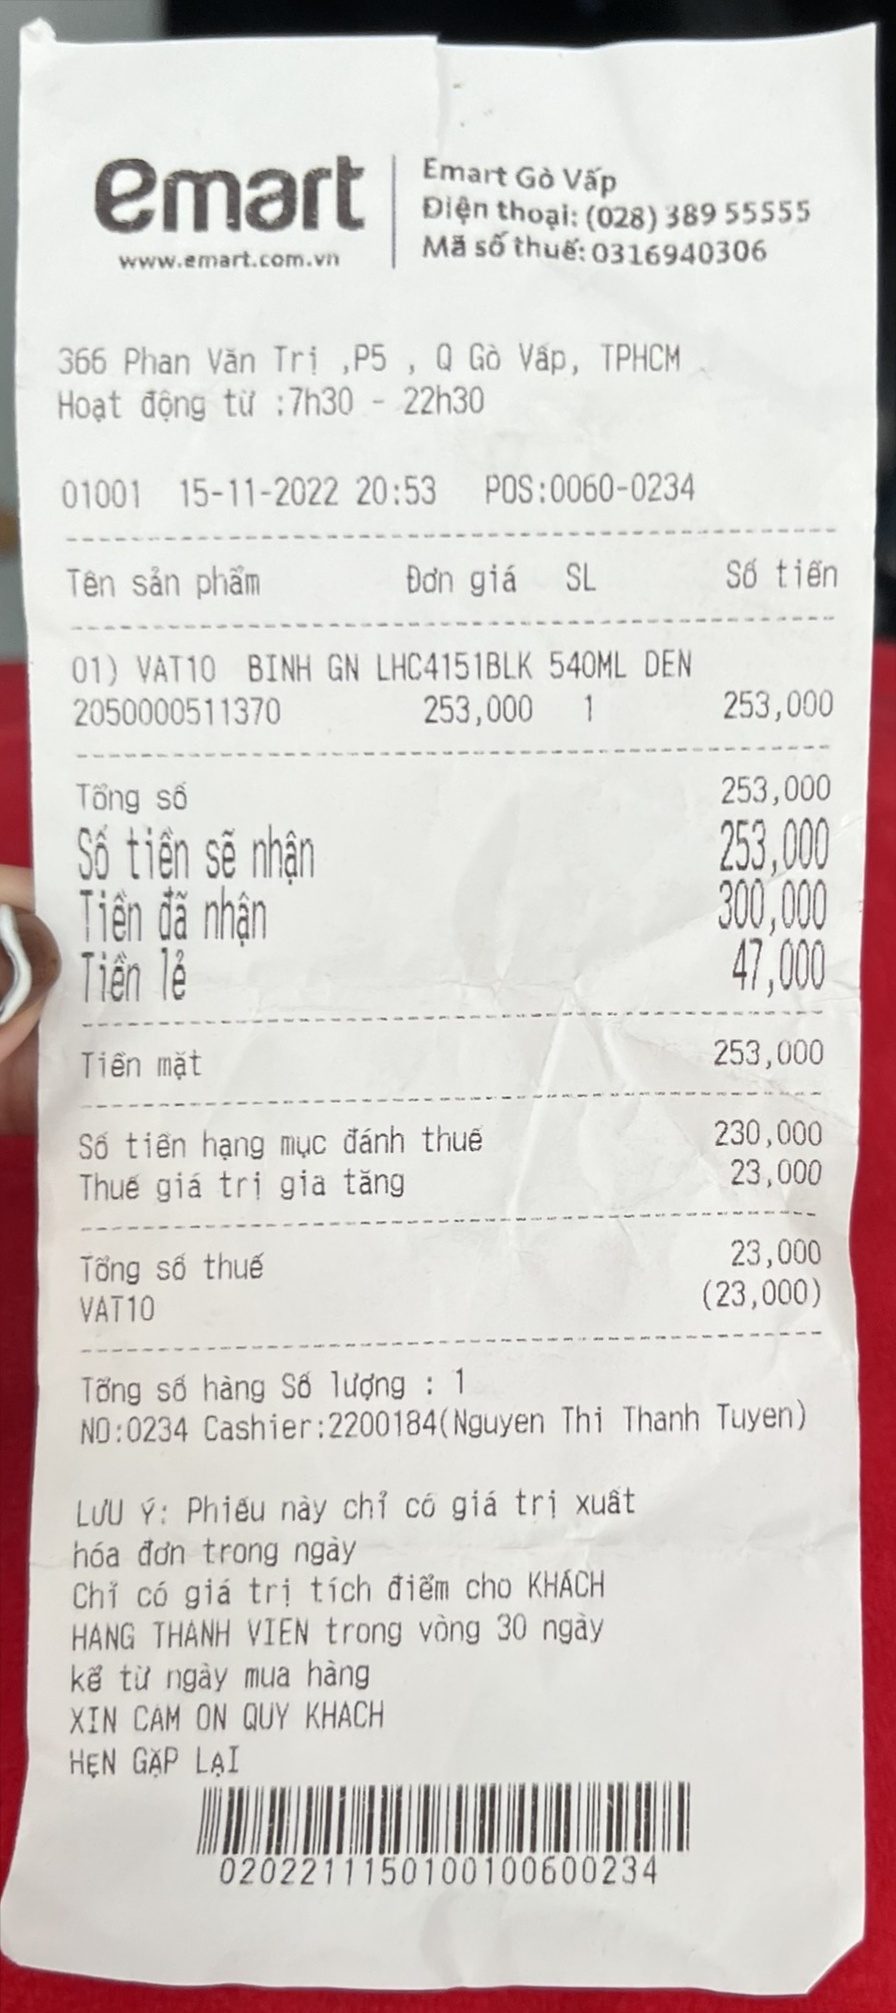 emart
www.emart.com.vn
Emart Gò Vấp
Điện thoại: (028) 389 55555
Mã số thuế: 0316940306
366 Phan Văn Trị ,P5 , Q Gò Vấp, TPHCM
Hoạt động từ :7h30 - 22h30
01001 15-11-2022 20:53 POS:0060-0234
Tên sản phẩm Đơn giá SL Số tiền
01) VAT10 BINH GN LHC4151BLK 540ML DEN
2050000511370 253,000 1 253,000
Tổng số 253,000
Số tiền sẽ nhận 253,000
Tiền đã nhận 300,000
Tiền lẻ 47,000
Tiền mặt 253,000
Số tiền hạng mục đánh thuế 230,000
Thuế giá trị gia tăng 23,000
Tổng số thuế 23,000
VAT10 (23,000)
Tổng số hàng Số lượng : 1
NO:0234 Cashier:2200184(Nguyen Thi Thanh Tuyen)
LƯU Ý: Phiếu này chỉ có giá trị xuất
hóa đơn trong ngày
Chỉ có giá trị tích điểm cho KHÁCH
HANG THANH VIEN trong vòng 30 ngày
kể từ ngày mua hàng
XIN CAM ON QUY KHACH
HẸN GẶP LẠI
0202211150100100600234